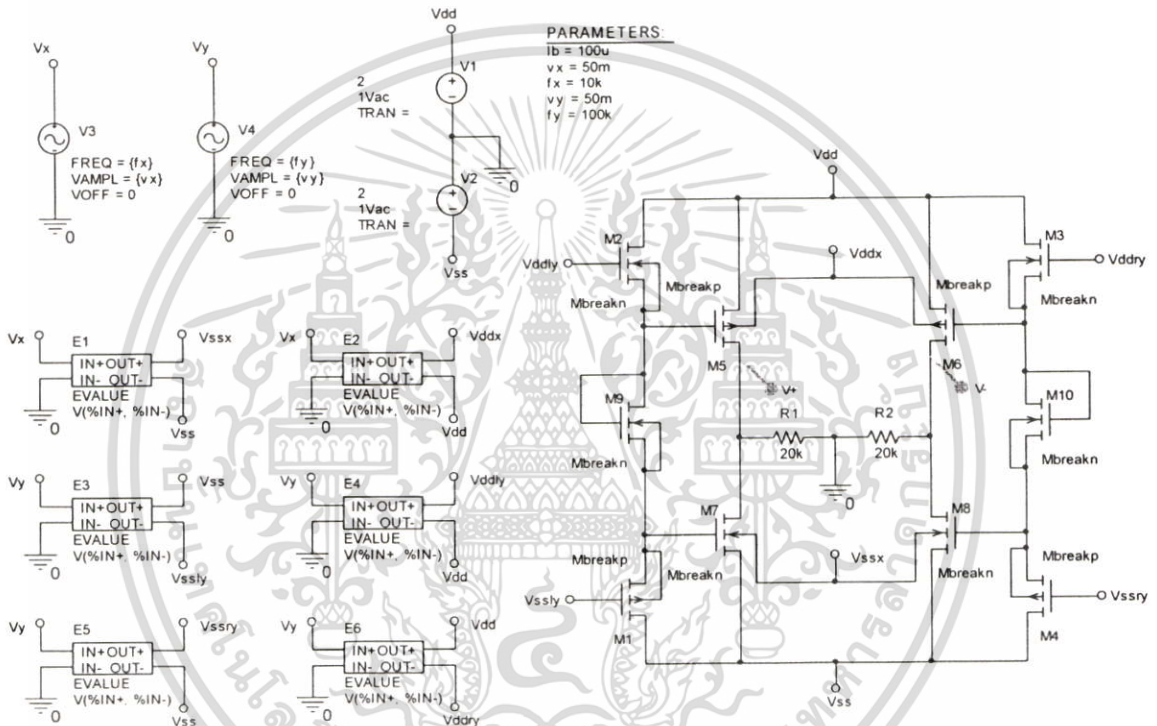 Vdd
Vx
Vy
V1
2
1Vac
TRAN =
PARAMETERS:
Ib = 100u
vx = 50m
fx = 10k
vy = 50m
fy = 100k
V3
FREQ = {fx}
VAMPL = {vx}
VOFF = 0
0
V4
FREQ = {fy}
VAMPL = {vy}
VOFF = 0
0
0
V2
2
1Vac
TRAN =
Vss
Vdd
M2
Vddly
Mbreakn
Vddx
M3
Vddry
Mbreakn
Mbreakp
M5
Mbreakp
M6
V+
V-
M9
Mbreakn
R1
20k
R2
20k
0
M10
Mbreakn
M7
Mbreakn
M8
Mbreakn
Vssx
Mbreakp
Vssly
M1
Mbreakp
Vssry
M4
Vss
Vx
E1
IN+ OUT+
IN- OUT-
EVALUE
V(%IN+, %IN-)
Vssx
Vss
0
Vx
E2
IN+ OUT+
IN- OUT-
EVALUE
V(%IN+, %IN-)
Vddx
Vdd
0
Vy
E3
IN+ OUT+
IN- OUT-
EVALUE
V(%IN+, %IN-)
Vss
Vssly
0
Vy
E4
IN+ OUT+
IN- OUT-
EVALUE
V(%IN+, %IN-)
Vddly
Vdd
0
Vy
E5
IN+ OUT+
IN- OUT-
EVALUE
V(%IN+, %IN-)
Vssry
Vss
0
Vy
E6
IN+ OUT+
IN- OUT-
EVALUE
V(%IN+, %IN-)
Vdd
Vddry
0